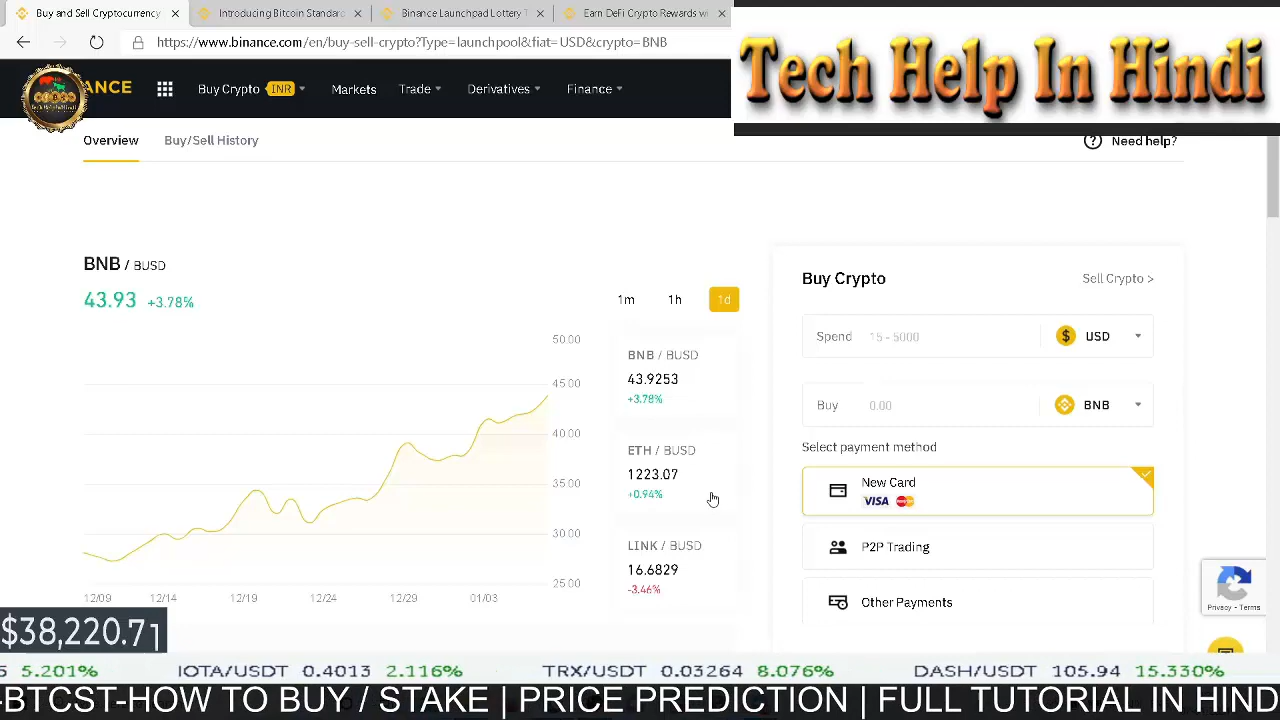 Buy and Sell Cryptocurrency
Introducing Bitcoin Standard
Binance Launchpad Lottery T
Earn DeFi Crypto Rewards wi
https://www.binance.com/en/buy-sell-crypto?Type=launchpool&fiat=USD&crypto=BNB
Tech Help In Hindi
ANCE
Buy Crypto INR
Markets
Trade
Derivatives
Finance
Overview
Buy/Sell History
Need help?
BNB / BUSD
43.93 +3.78%
1m
1h
1d
50.00
45.00
40.00
35.00
30.00
25.00
12/09
12/14
12/19
12/24
12/29
01/03
BNB / BUSD
43.9253
+3.78%
ETH / BUSD
1223.07
+0.94%
LINK / BUSD
16.6829
-3.46%
Buy Crypto
Sell Crypto >
Spend 15 - 5000
USD
Buy 0.00
BNB
Select payment method
New Card
VISA
P2P Trading
Other Payments
Privacy - Terms
$38,220.71
5 5.201% IOTA/USDT 0.4013 2.116% TRX/USDT 0.03264 8.076% DASH/USDT 105.94 15.330%
-BTCST-HOW TO BUY / STAKE | PRICE PREDICTION | FULL TUTORIAL IN HIND